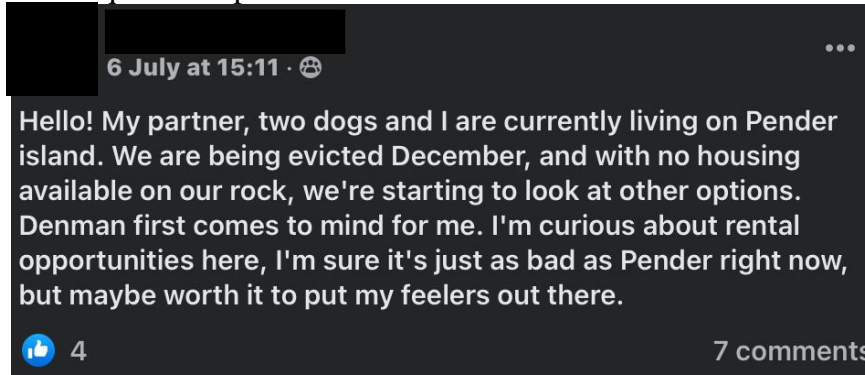 6 July at 15:11 ·
Hello! My partner, two dogs and I are currently living on Pender
island. We are being evicted December, and with no housing
available on our rock, we're starting to look at other options.
Denman first comes to mind for me. I'm curious about rental
opportunities here, I'm sure it's just as bad as Pender right now,
but maybe worth it to put my feelers out there.
4
7 comments